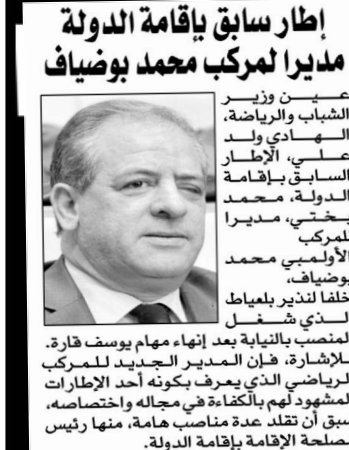 إطار سابق بإقامة الدولة
مديرا لمركب محمد بوضياف
عين وزير
الشباب والرياضة،
الهادي ولد
علي، الإطار
السابق بإقامة
الدولة، محمد
بختي، مديرا
للمركب
الأولمبي محمد
بوضياف،
خلفا لنذير بلعياط
الذي شغل
المنصب بالنيابة بعد إنهاء مهام يوسف قارة.
للإشارة، فإن المدير الجديد للمركب
الرياضي الذي يعرف بكونه أحد الإطارات
المشهود لهم بالكفاءة في مجاله واختصاصه،
سبق أن تقلد عدة مناصب هامة، منها رئيس
مصلحة الإقامة بإقامة الدولة.